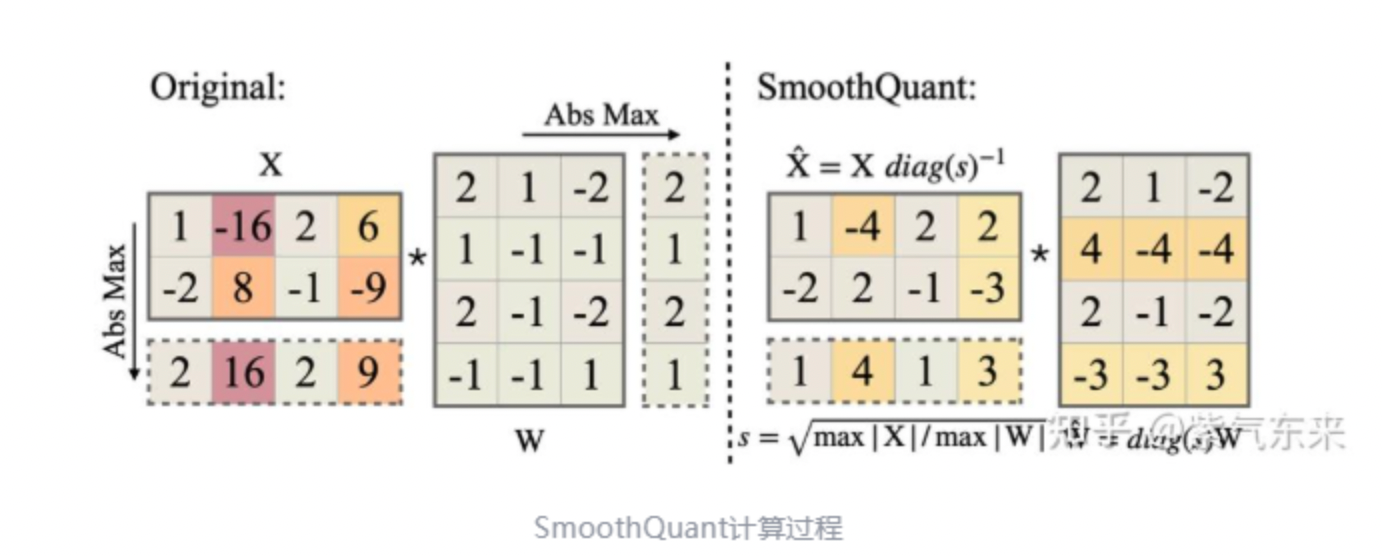 Original:
Abs Max
X
1 -16 2 6
-2 8 -1 -9
Abs Max
2 16 2 9
*
2 1 -2
1 -1 -1
2 -1 -2
-1 -1 1
2
1
2
1
W
SmoothQuant:
X̂ = X diag(s)⁻¹
1 -4 2 2
-2 2 -1 -3
1 4 1 3
*
2 1 -2
4 -4 -4
2 -1 -2
-3 -3 3
s = √max |X| / max |W|
Ŵ = diag(s)W
知乎 @紫气东来
SmoothQuant计算过程